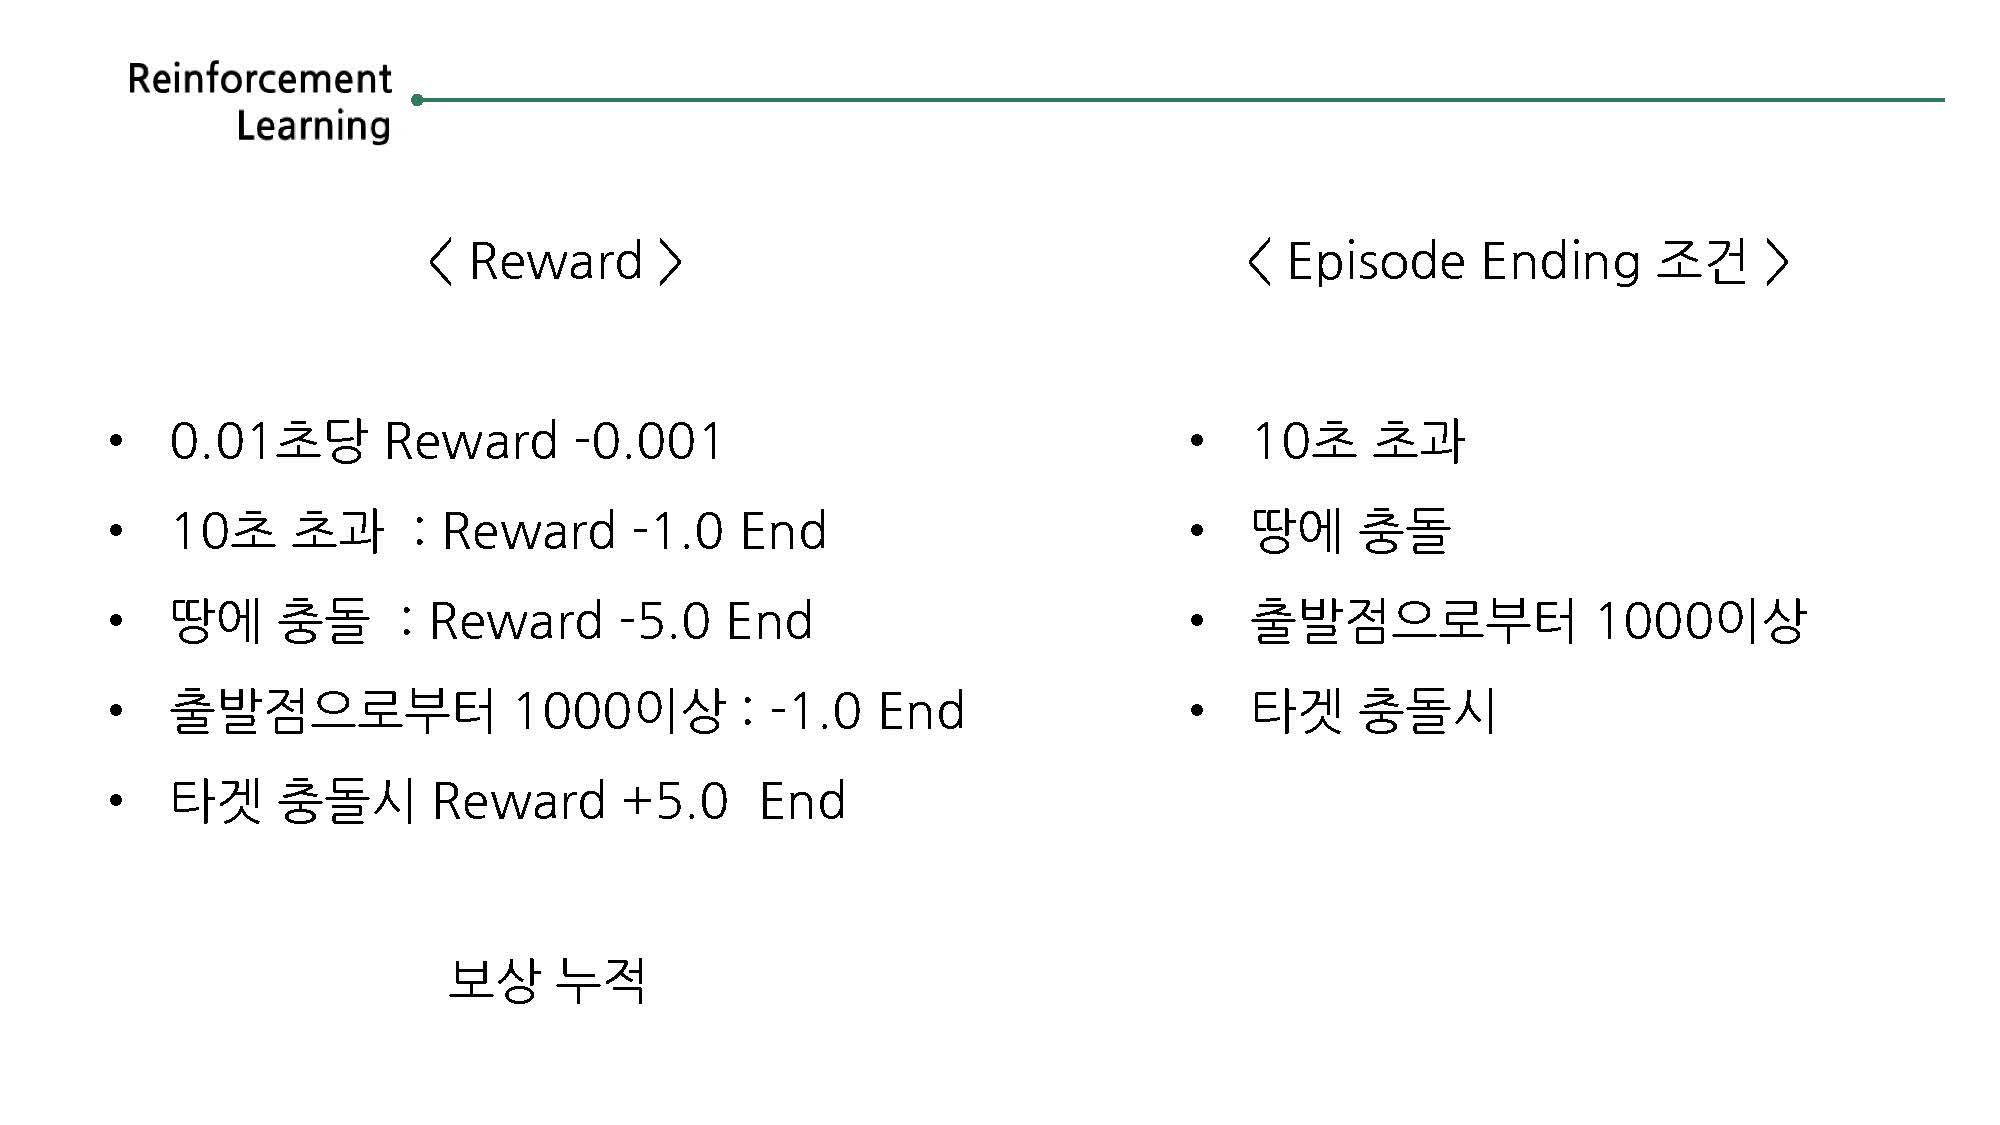 Reinforcement
Learning
< Reward >
• 0.01초당 Reward -0.001
• 10초 초과 : Reward -1.0 End
• 땅에 충돌 : Reward -5.0 End
• 출발점으로부터 1000이상 : -1.0 End
• 타겟 충돌시 Reward +5.0 End
보상 누적
< Episode Ending 조건 >
• 10초 초과
• 땅에 충돌
• 출발점으로부터 1000이상
• 타겟 충돌시